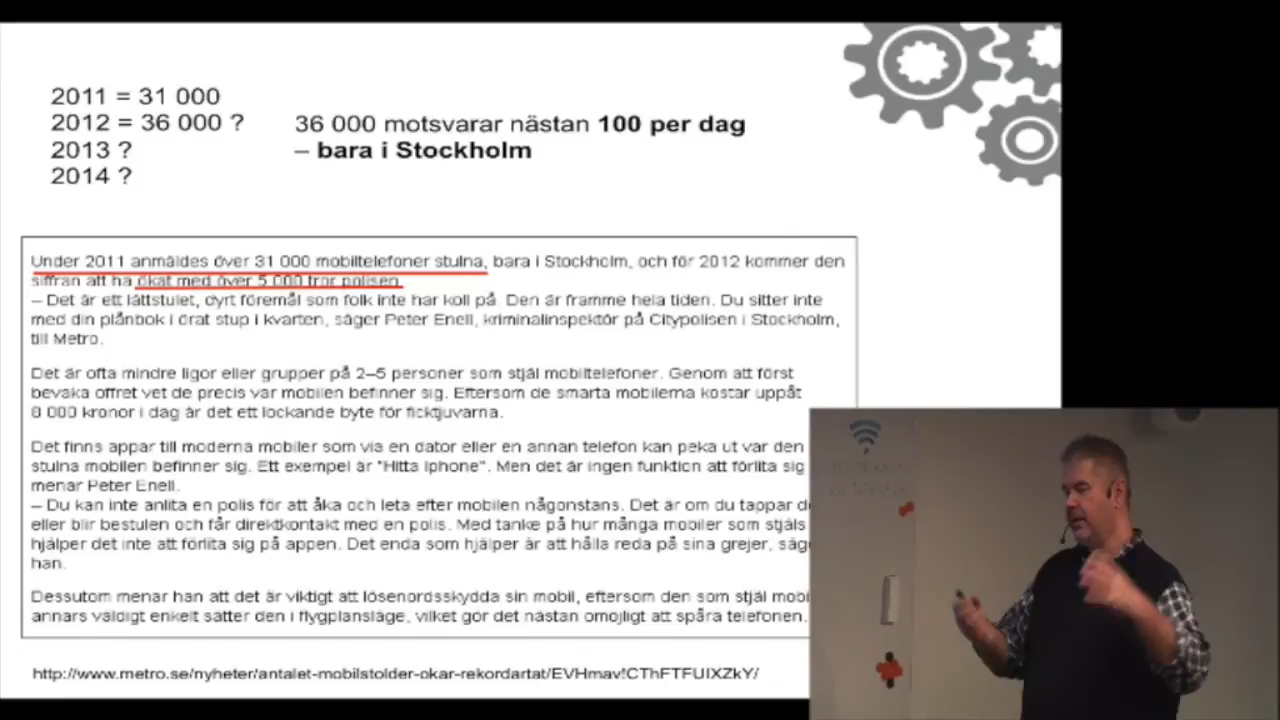 2011 = 31 000
2012 = 36 000 ?
2013 ?
2014 ?
36 000 motsvarar nästan 100 per dag
– bara i Stockholm
Under 2011 anmäldes över 31 000 mobiltelefoner stulna, bara i Stockholm, och för 2012 kommer den
siffran att ha ökat med över 5 000 tror polisen.
– Det är ett lättstulet, dyrt föremål som folk inte har koll på. Den är framme hela tiden. Du sitter inte
med din plånbok i örat stup i kvarten, säger Peter Enell, kriminalinspektör på Citypolisen i Stockholm,
till Metro.
Det är ofta mindre ligor eller grupper på 2–5 personer som stjäl mobiltelefoner. Genom att först
bevaka offret vet de precis var mobilen befinner sig. Eftersom de smarta mobilerna kostar uppåt
8 000 kronor i dag är det ett lockande byte för ficktjuvarna.
Det finns appar till moderna mobiler som via en dator eller en annan telefon kan peka ut var den
stulna mobilen befinner sig. Ett exempel är "Hitta Iphone". Men det är ingen funktion att förlita sig
menar Peter Enell.
– Du kan inte anlita en polis för att åka och leta efter mobilen någonstans. Det är om du tappar
eller blir bestulen och får direktkontakt med en polis. Med tanke på hur många mobiler som stjäls
hjälper det inte att förlita sig på appen. Det enda som hjälper är att hålla reda på sina grejer,
han.
Dessutom menar han att det är viktigt att lösenordsskydda sin mobil, eftersom den som stjäl
annars väldigt enkelt sätter den i flygplansläge, vilket gör det nästan omöjligt att spåra telefonen.
http://www.metro.se/nyheter/antalet-mobilstolder-okar-rekordartat/EVHmav!CThFTFUIXZkY/